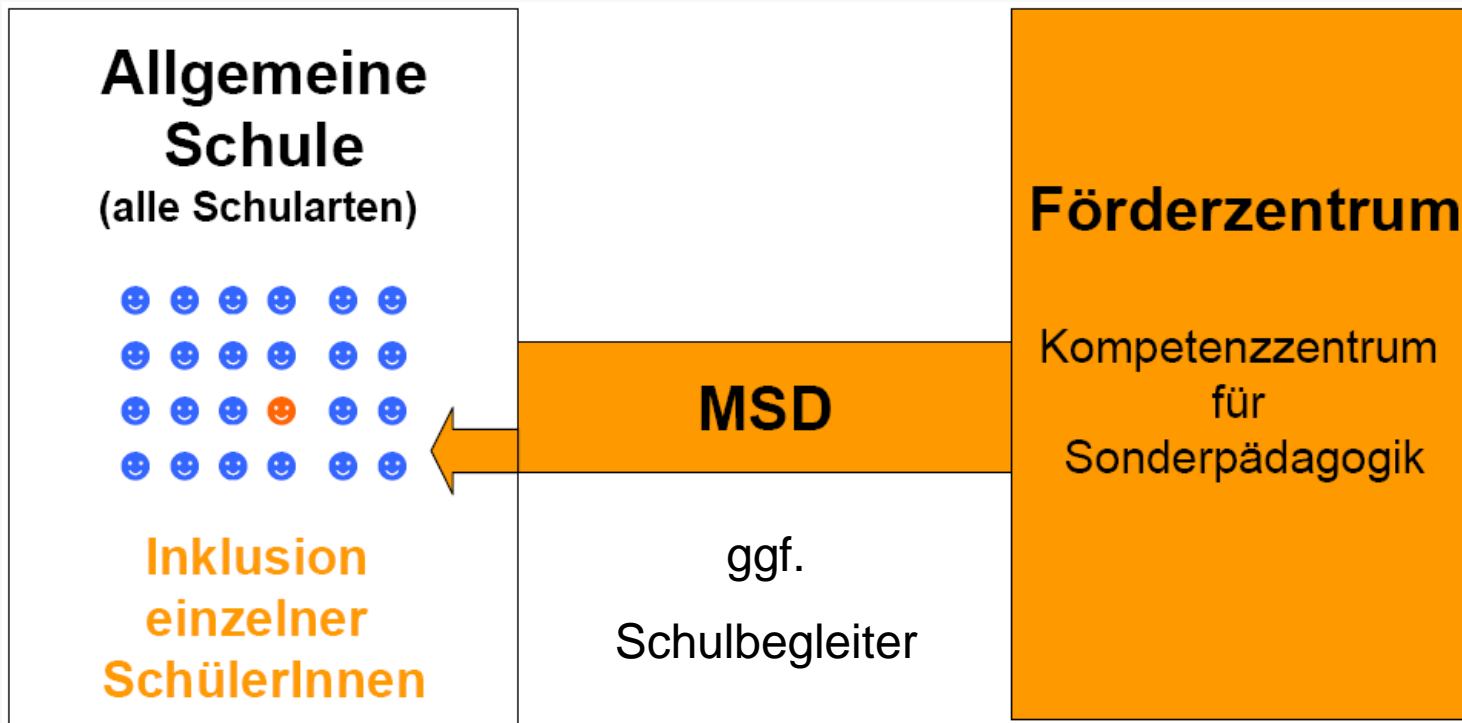 Allgemeine
Schule
(alle Schularten)
Inklusion
einzelner
SchülerInnen
MSD
ggf.
Schulbegleiter
Förderzentrum
Kompetenzzentrum
für
Sonderpädagogik